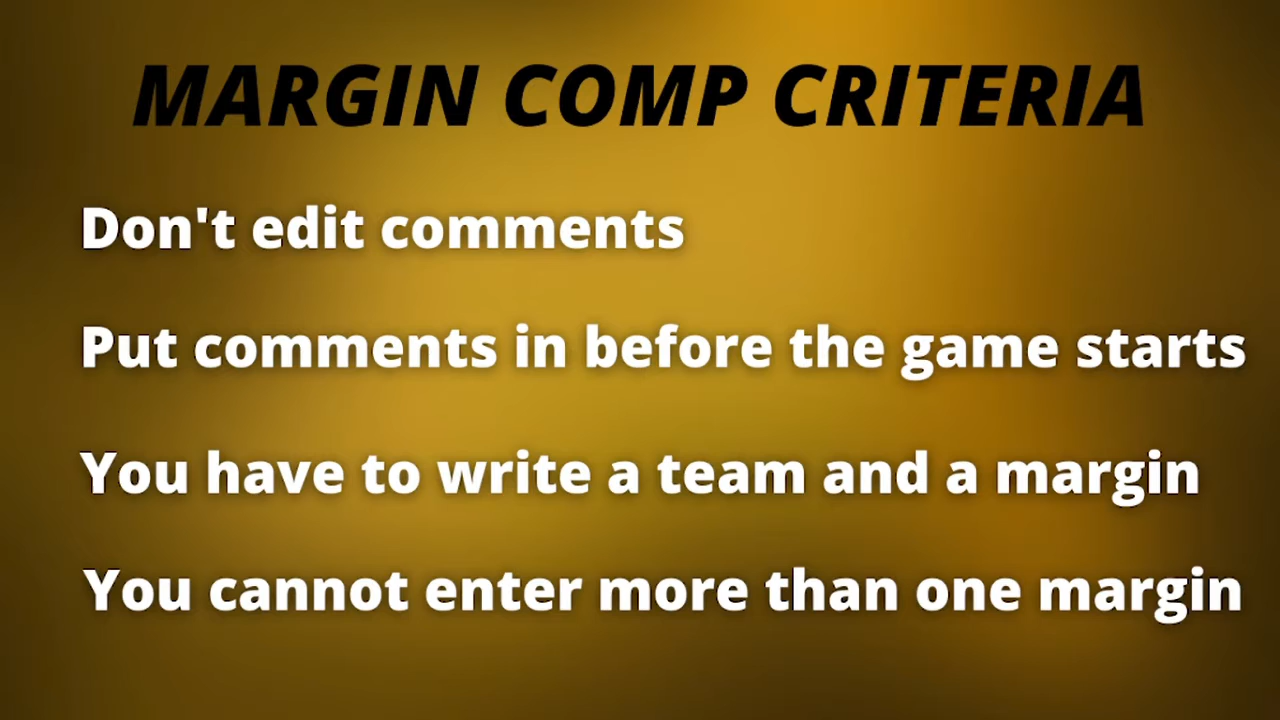 MARGIN COMP CRITERIA
Don't edit comments
Put comments in before the game starts
You have to write a team and a margin
You cannot enter more than one margin